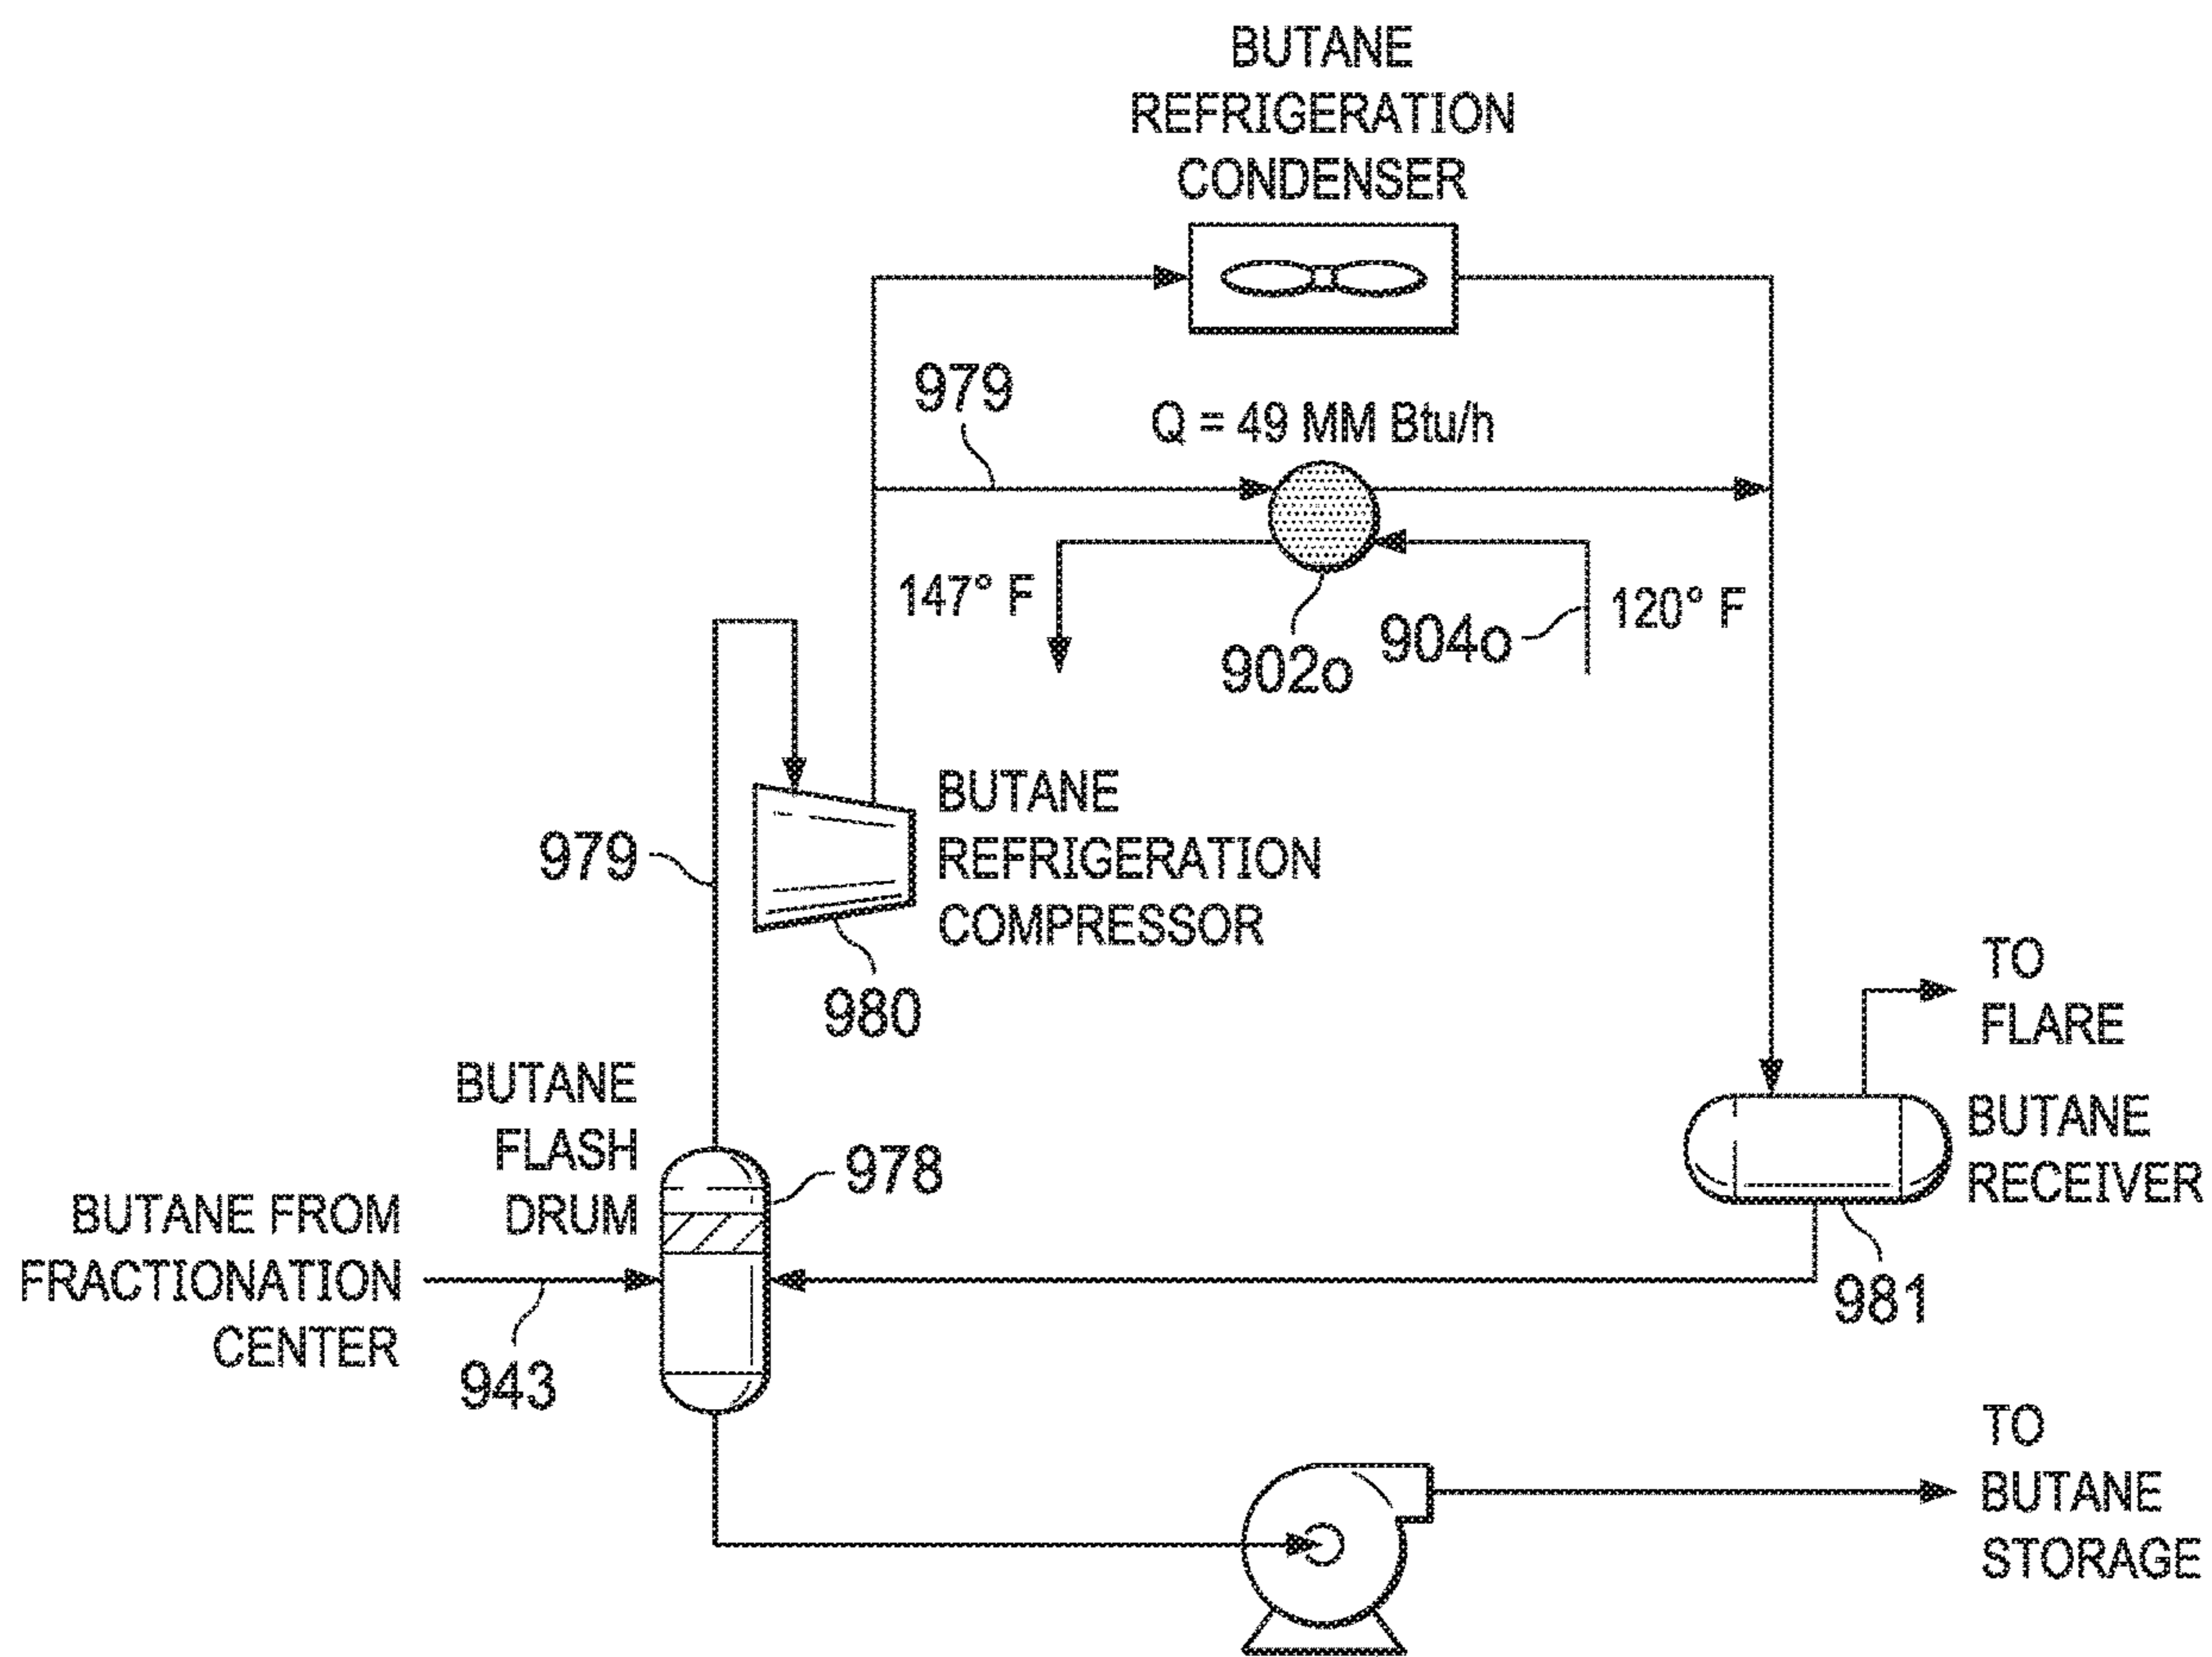 BUTANE
REFRIGERATION
CONDENSER
979
Q = 49 MM Btu/h
147° F
902o
904o
120° F
979
BUTANE
REFRIGERATION
COMPRESSOR
980
TO
FLARE
BUTANE
FLASH
DRUM
978
BUTANE
RECEIVER
981
BUTANE FROM
FRACTIONATION
CENTER
943
TO
BUTANE
STORAGE